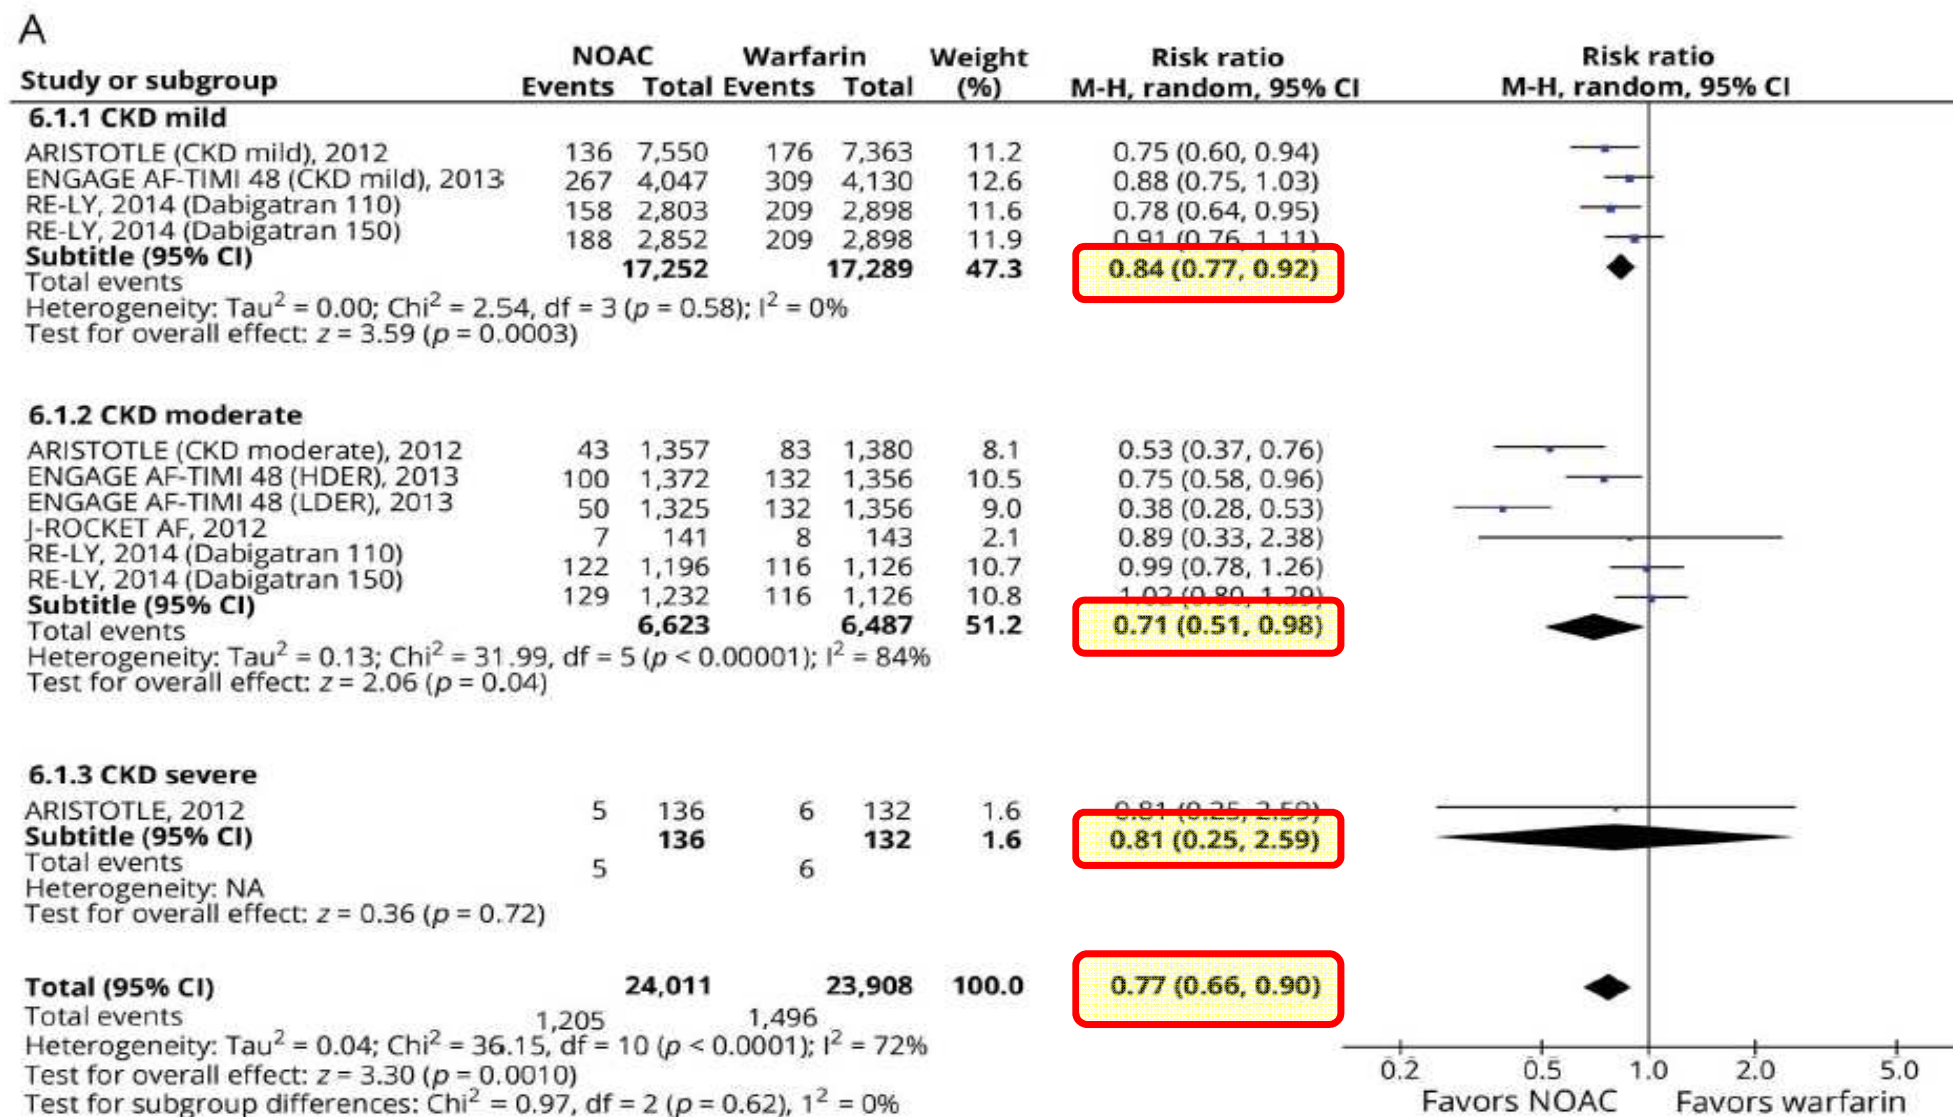 A
NOAC Warfarin Weight Risk ratio Risk ratio
Study or subgroup Events Total Events Total (%) M-H, random, 95% CI M-H, random, 95% CI
6.1.1 CKD mild
ARISTOTLE (CKD mild), 2012 136 7,550 176 7,363 11.2 0.75 (0.60, 0.94)
ENGAGE AF-TIMI 48 (CKD mild), 2013 267 4,047 309 4,130 12.6 0.88 (0.75, 1.03)
RE-LY, 2014 (Dabigatran 110) 158 2,803 209 2,898 11.6 0.78 (0.64, 0.95)
RE-LY, 2014 (Dabigatran 150) 188 2,852 209 2,898 11.9 0.91 (0.76, 1.11)
Subtitle (95% CI) 17,252 17,289 47.3 0.84 (0.77, 0.92)
Total events
Heterogeneity: Tau² = 0.00; Chi² = 2.54, df = 3 (p = 0.58); I² = 0%
Test for overall effect: z = 3.59 (p = 0.0003)
6.1.2 CKD moderate
ARISTOTLE (CKD moderate), 2012 43 1,357 83 1,380 8.1 0.53 (0.37, 0.76)
ENGAGE AF-TIMI 48 (HDER), 2013 100 1,372 132 1,356 10.5 0.75 (0.58, 0.96)
ENGAGE AF-TIMI 48 (LDER), 2013 50 1,325 132 1,356 9.0 0.38 (0.28, 0.53)
J-ROCKET AF, 2012 7 141 8 143 2.1 0.89 (0.33, 2.38)
RE-LY, 2014 (Dabigatran 110) 122 1,196 116 1,126 10.7 0.99 (0.78, 1.26)
RE-LY, 2014 (Dabigatran 150) 129 1,232 116 1,126 10.8 1.02 (0.80, 1.29)
Subtitle (95% CI) 6,623 6,487 51.2 0.71 (0.51, 0.98)
Total events
Heterogeneity: Tau² = 0.13; Chi² = 31.99, df = 5 (p < 0.00001); I² = 84%
Test for overall effect: z = 2.06 (p = 0.04)
6.1.3 CKD severe
ARISTOTLE, 2012 5 136 6 132 1.6 0.81 (0.25, 2.59)
Subtitle (95% CI) 136 132 1.6 0.81 (0.25, 2.59)
Total events 5 6
Heterogeneity: NA
Test for overall effect: z = 0.36 (p = 0.72)
Total (95% CI) 24,011 23,908 100.0 0.77 (0.66, 0.90)
Total events 1,205 1,496
Heterogeneity: Tau² = 0.04; Chi² = 36.15, df = 10 (p < 0.0001); I² = 72%
Test for overall effect: z = 3.30 (p = 0.0010)
Test for subgroup differences: Chi² = 0.97, df = 2 (p = 0.62), 1² = 0%
0.2 0.5 1.0 2.0 5.0
Favors NOAC Favors warfarin